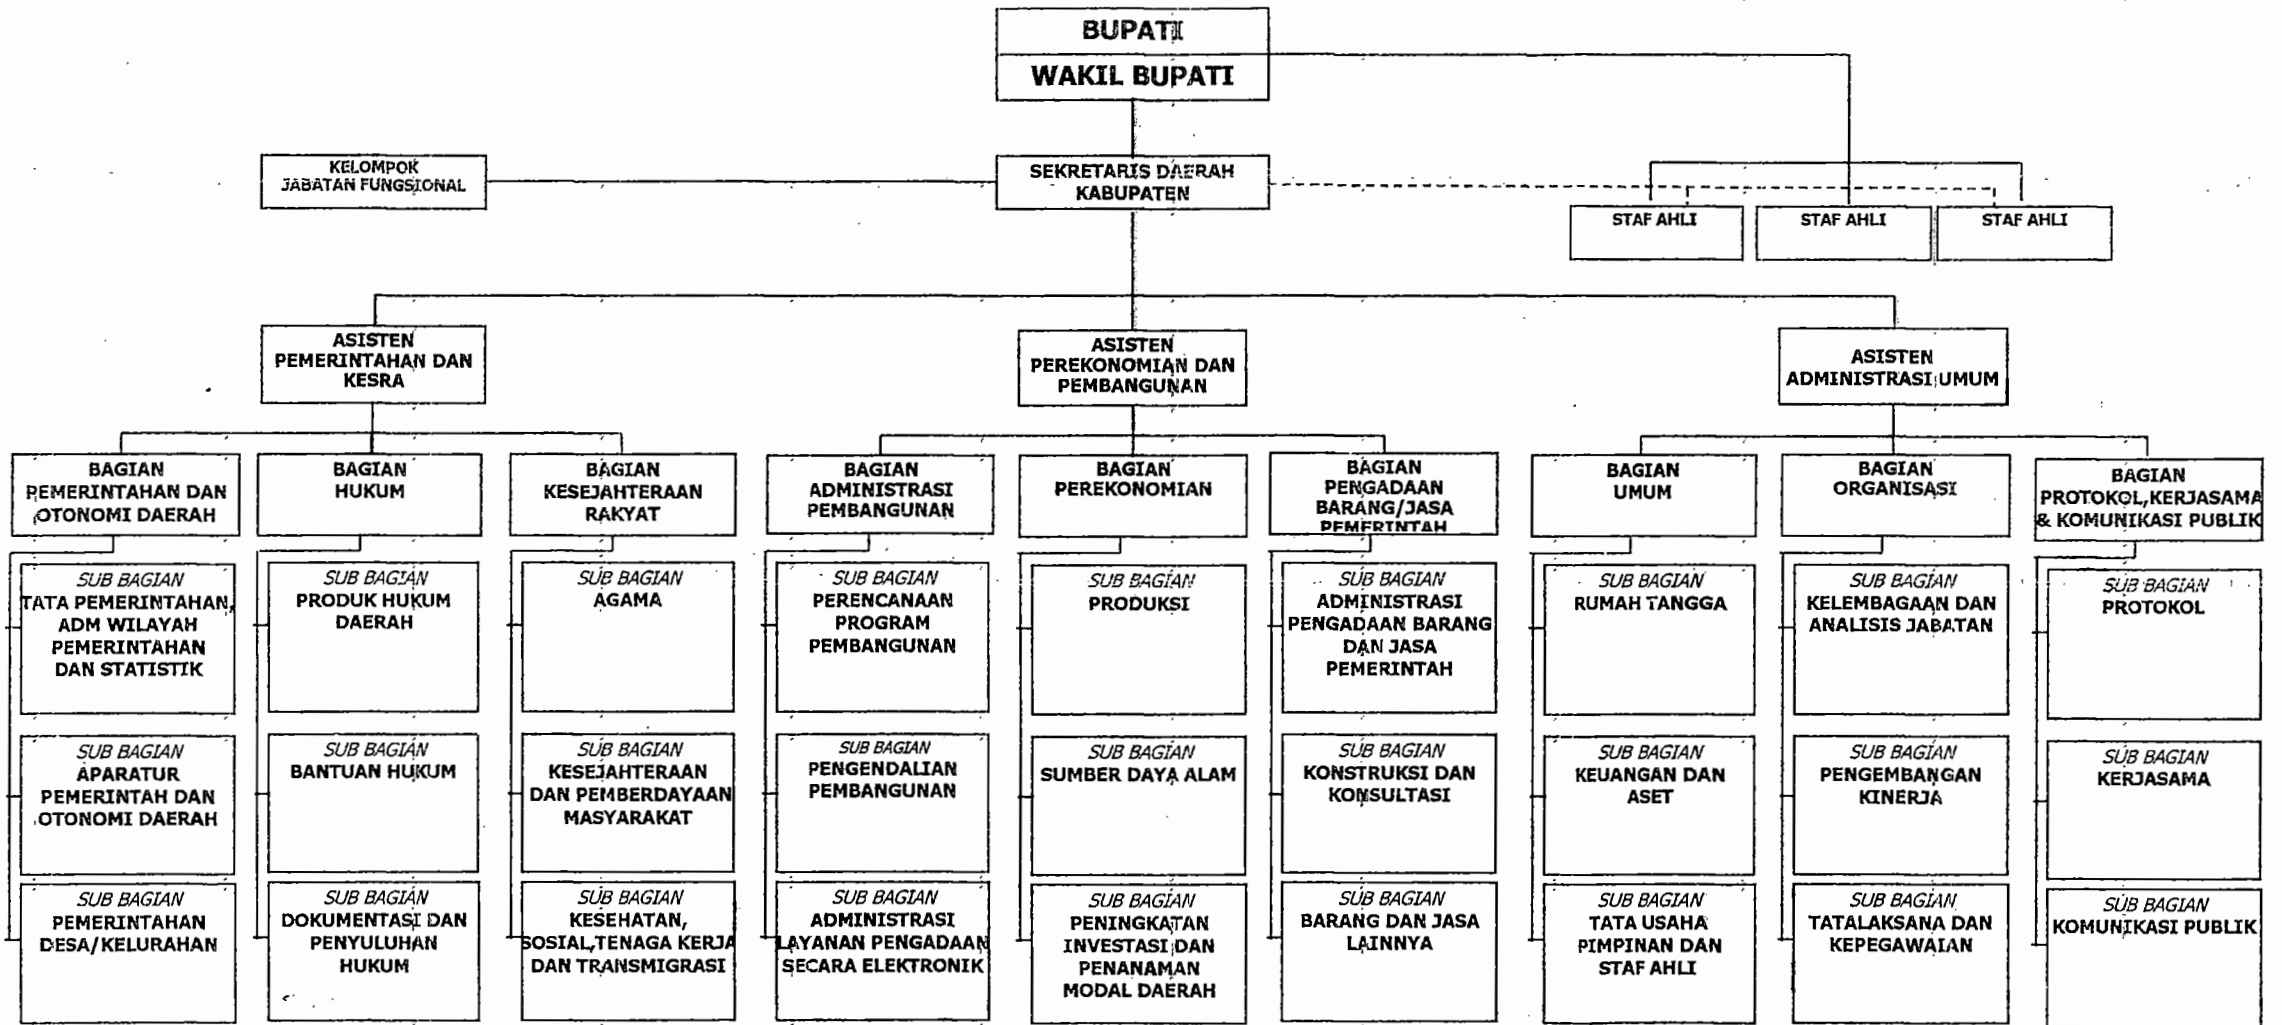 BUPATI
WAKIL BUPATI
KELOMPOK
JABATAN FUNGSIONAL
SEKRETARIS DAERAH
KABUPATEN
STAF AHLI
STAF AHLI
STAF AHLI
ASISTEN
PEMERINTAHAN DAN
KESRA
ASISTEN
PEREKONOMIAN DAN
PEMBANGUNAN
ASISTEN
ADMINISTRASI UMUM
BAGIAN
PEMERINTAHAN DAN
OTONOMI DAERAH
BAGIAN
HUKUM
BAGIAN
KESEJAHTERAAN
RAKYAT
BAGIAN
ADMINISTRASI
PEMBANGUNAN
BAGIAN
PEREKONOMIAN
BAGIAN
PENGADAAN
BARANG/JASA
PEMERINTAH
BAGIAN
UMUM
BAGIAN
ORGANISASI
BAGIAN
PROTOKOL,KERJASAMA
& KOMUNIKASI PUBLIK
SUB BAGIAN
TATA PEMERINTAHAN,
ADM WILAYAH
PEMERINTAHAN
DAN STATISTIK
SUB BAGIAN
PRODUK HUKUM
DAERAH
SUB BAGIAN
AGAMA
SUB BAGIAN
PERENCANAAN
PROGRAM
PEMBANGUNAN
SUB BAGIAN
PRODUKSI
SUB BAGIAN
ADMINISTRASI
PENGADAAN BARANG
DAN JASA
PEMERINTAH
SUB BAGIAN
RUMAH TANGGA
SUB BAGIAN
KELEMBAGAAN DAN
ANALISIS JABATAN
SUB BAGIAN
PROTOKOL
SUB BAGIAN
APARATUR
PEMERINTAH DAN
OTONOMI DAERAH
SUB BAGIAN
BANTUAN HUKUM
SUB BAGIAN
KESEJAHTERAAN
DAN PEMBERDAYAAN
MASYARAKAT
SUB BAGIAN
PENGENDALIAN
PEMBANGUNAN
SUB BAGIAN
SUMBER DAYA ALAM
SUB BAGIAN
KONSTRUKSI DAN
KONSULTASI
SUB BAGIAN
KEUANGAN DAN
ASET
SUB BAGIAN
PENGEMBANGAN
KINERJA
SUB BAGIAN
KERJASAMA
SUB BAGIAN
PEMERINTAHAN
DESA/KELURAHAN
SUB BAGIAN
DOKUMENTASI DAN
PENYULUHAN
HUKUM
SUB BAGIAN
KESEHATAN,
SOSIAL,TENAGA KERJA
DAN TRANSMIGRASI
SUB BAGIAN
ADMINISTRASI
LAYANAN PENGADAAN
SECARA ELEKTRONIK
SUB BAGIAN
PENINGKATAN
INVESTASI DAN
PENANAMAN
MODAL DAERAH
SUB BAGIAN
BARANG DAN JASA
LAINNYA
SUB BAGIAN
TATA USAHA
PIMPINAN DAN
STAF AHLI
SUB BAGIAN
TATALAKSANA DAN
KEPEGAWAIAN
SUB BAGIAN
KOMUNIKASI PUBLIK